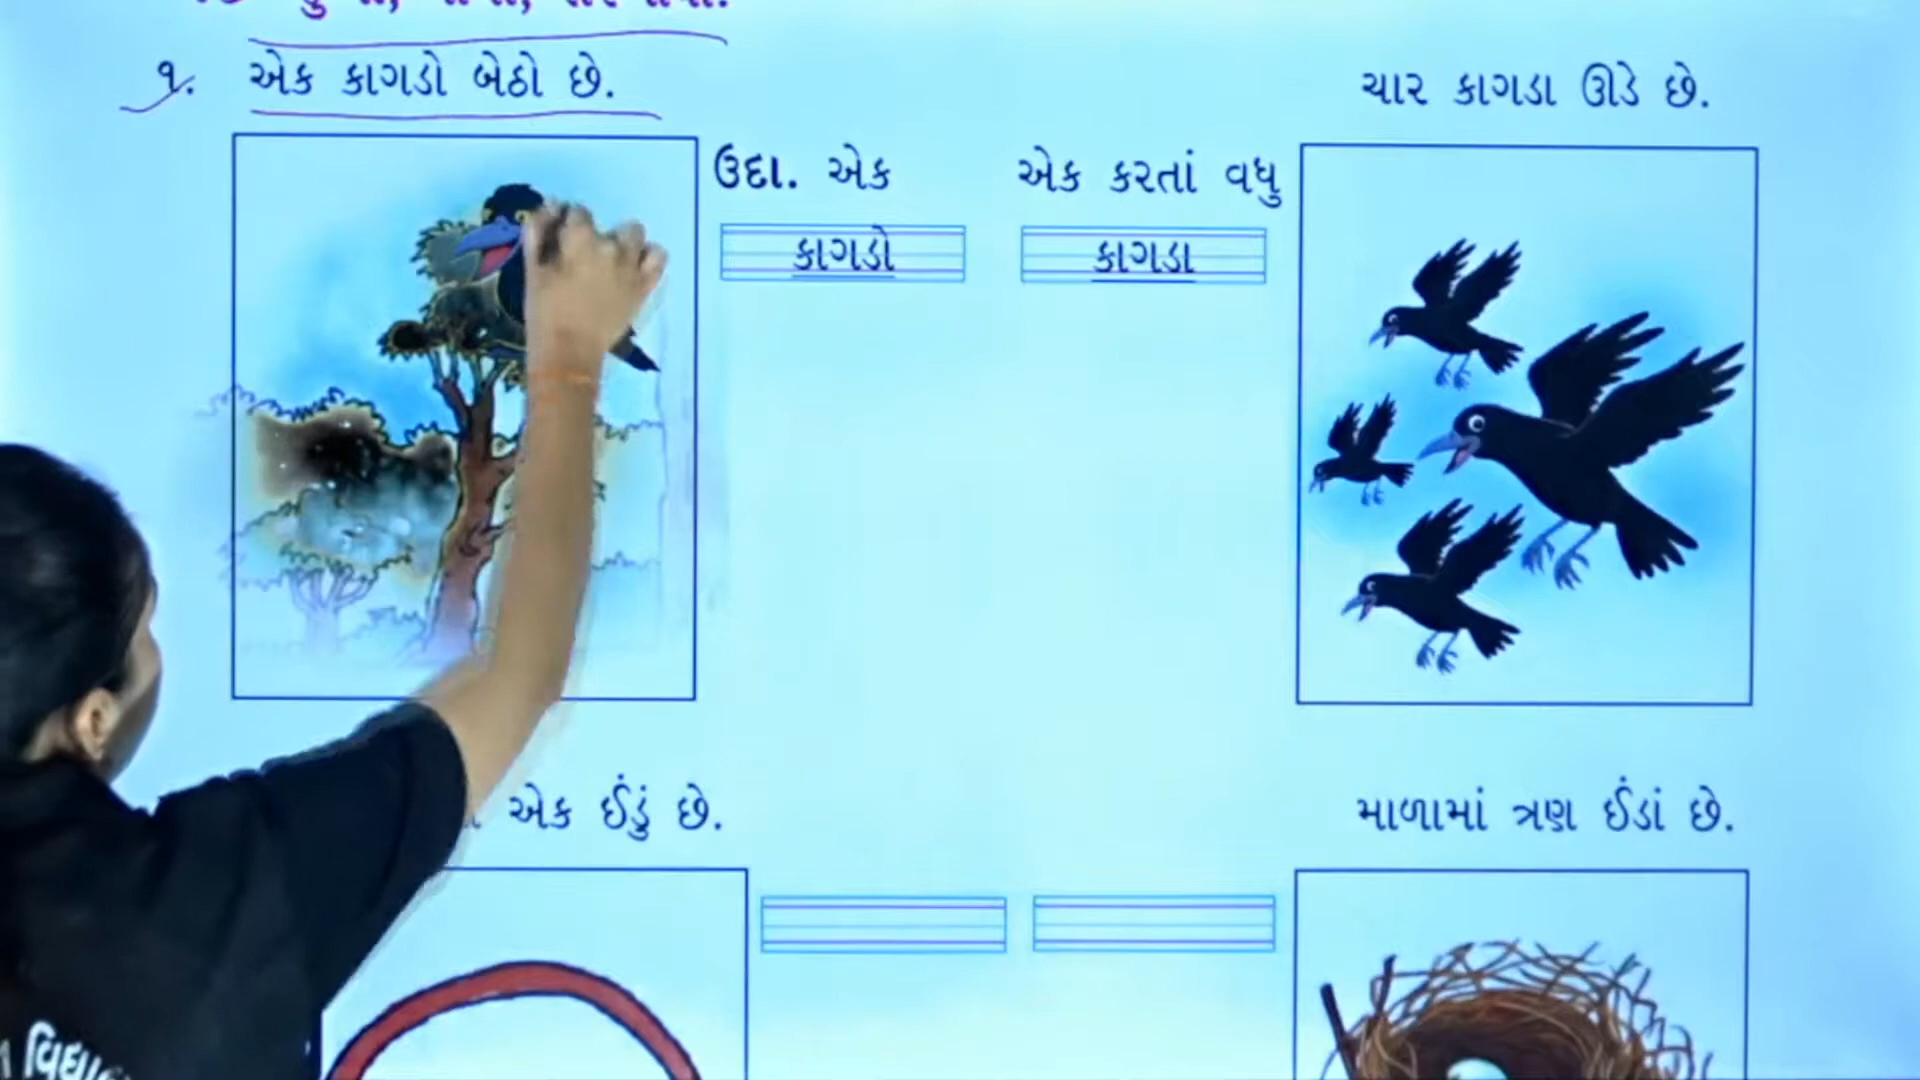 ૧. એક કાગડો બેઠો છે.
ચાર કાગડા ઊડે છે.
ઉદા. એક
એક કરતાં વધુ
કાગડો
કાગડા
એક ઈંડું છે.
માળામાં ત્રણ ઈંડાં છે.